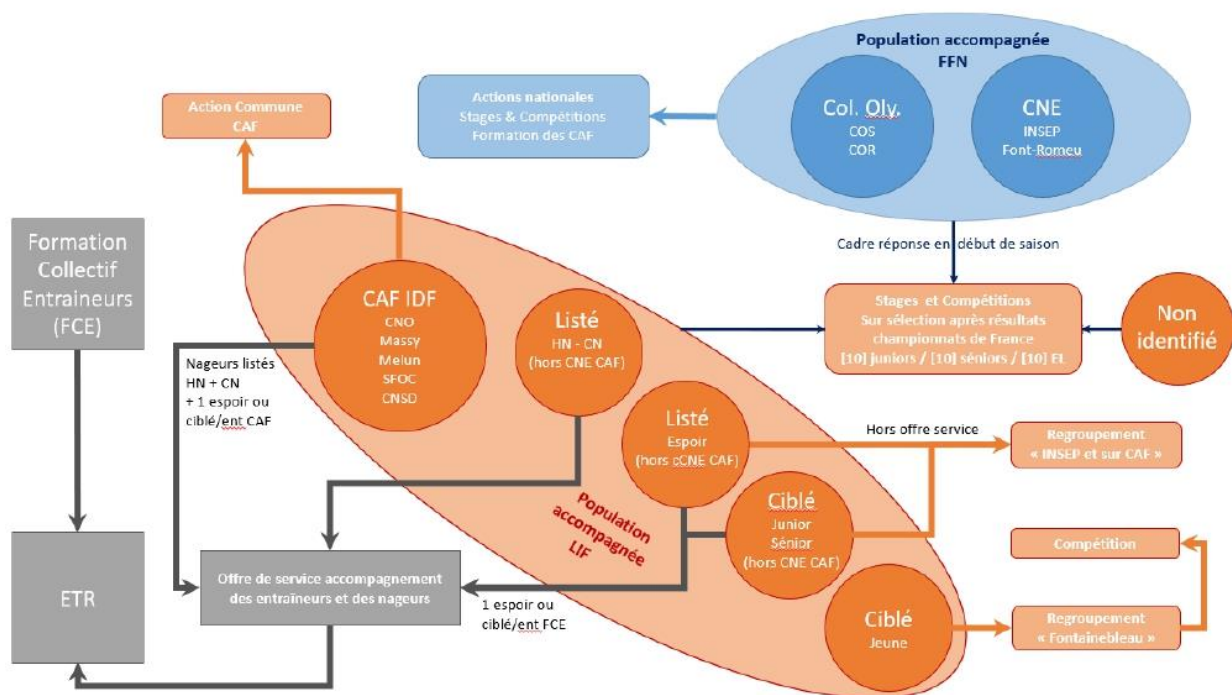 Population accompagnée
FFN
Col. Oly.
COS
COR
CNE
INSEP
Font-Romeu
Actions nationales
Stages & Compétitions
Formation des CAF
Action Commune
CAF
Formation
Collectif
Entraineurs
(FCE)
Cadre réponse en début de saison
CAF IDF
CNO
Massy
Melun
SFOC
CNSD
Listé
HN - CN
(hors CNE CAF)
Stages et Compétitions
Sur sélection après résultats
championnats de France
[10] juniors / [10] séniors / [10] EL
Non
identifié
Nageurs listés
HN + CN
+ 1 espoir ou
ciblé/ent CAF
Listé
Espoir
(hors cCNE CAF)
Hors offre service
Regroupement
« INSEP et sur CAF »
Population
accompagnée
LIF
Ciblé
Junior
Sénior
(hors CNE CAF)
Compétition
ETR
Offre de service accompagnement
des entraîneurs et des nageurs
1 espoir ou
ciblé/ent FCE
Ciblé
Jeune
Regroupement
« Fontainebleau »